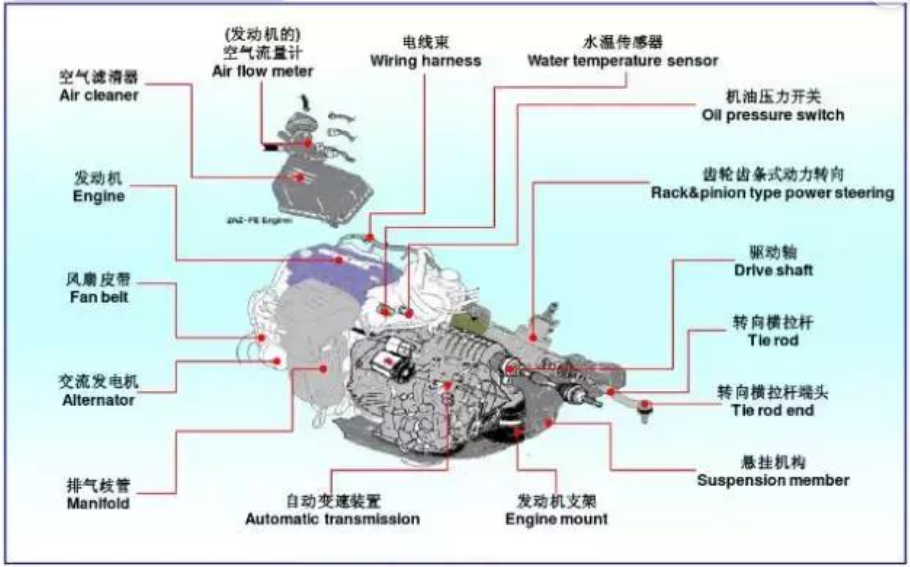 (发动机的)
空气流量计
Air flow meter
电线束
Wiring harness
水温传感器
Water temperature sensor
空气滤清器
Air cleaner
机油压力开关
Oil pressure switch
发动机
Engine
齿轮齿条式动力转向
Rack&pinion type power steering
2AZ-FE Engine
驱动轴
Drive shaft
风扇皮带
Fan belt
转向横拉杆
Tie rod
交流发电机
Alternator
转向横拉杆端头
Tie rod end
悬挂机构
Suspension member
排气歧管
Manifold
自动变速装置
Automatic transmission
发动机支架
Engine mount